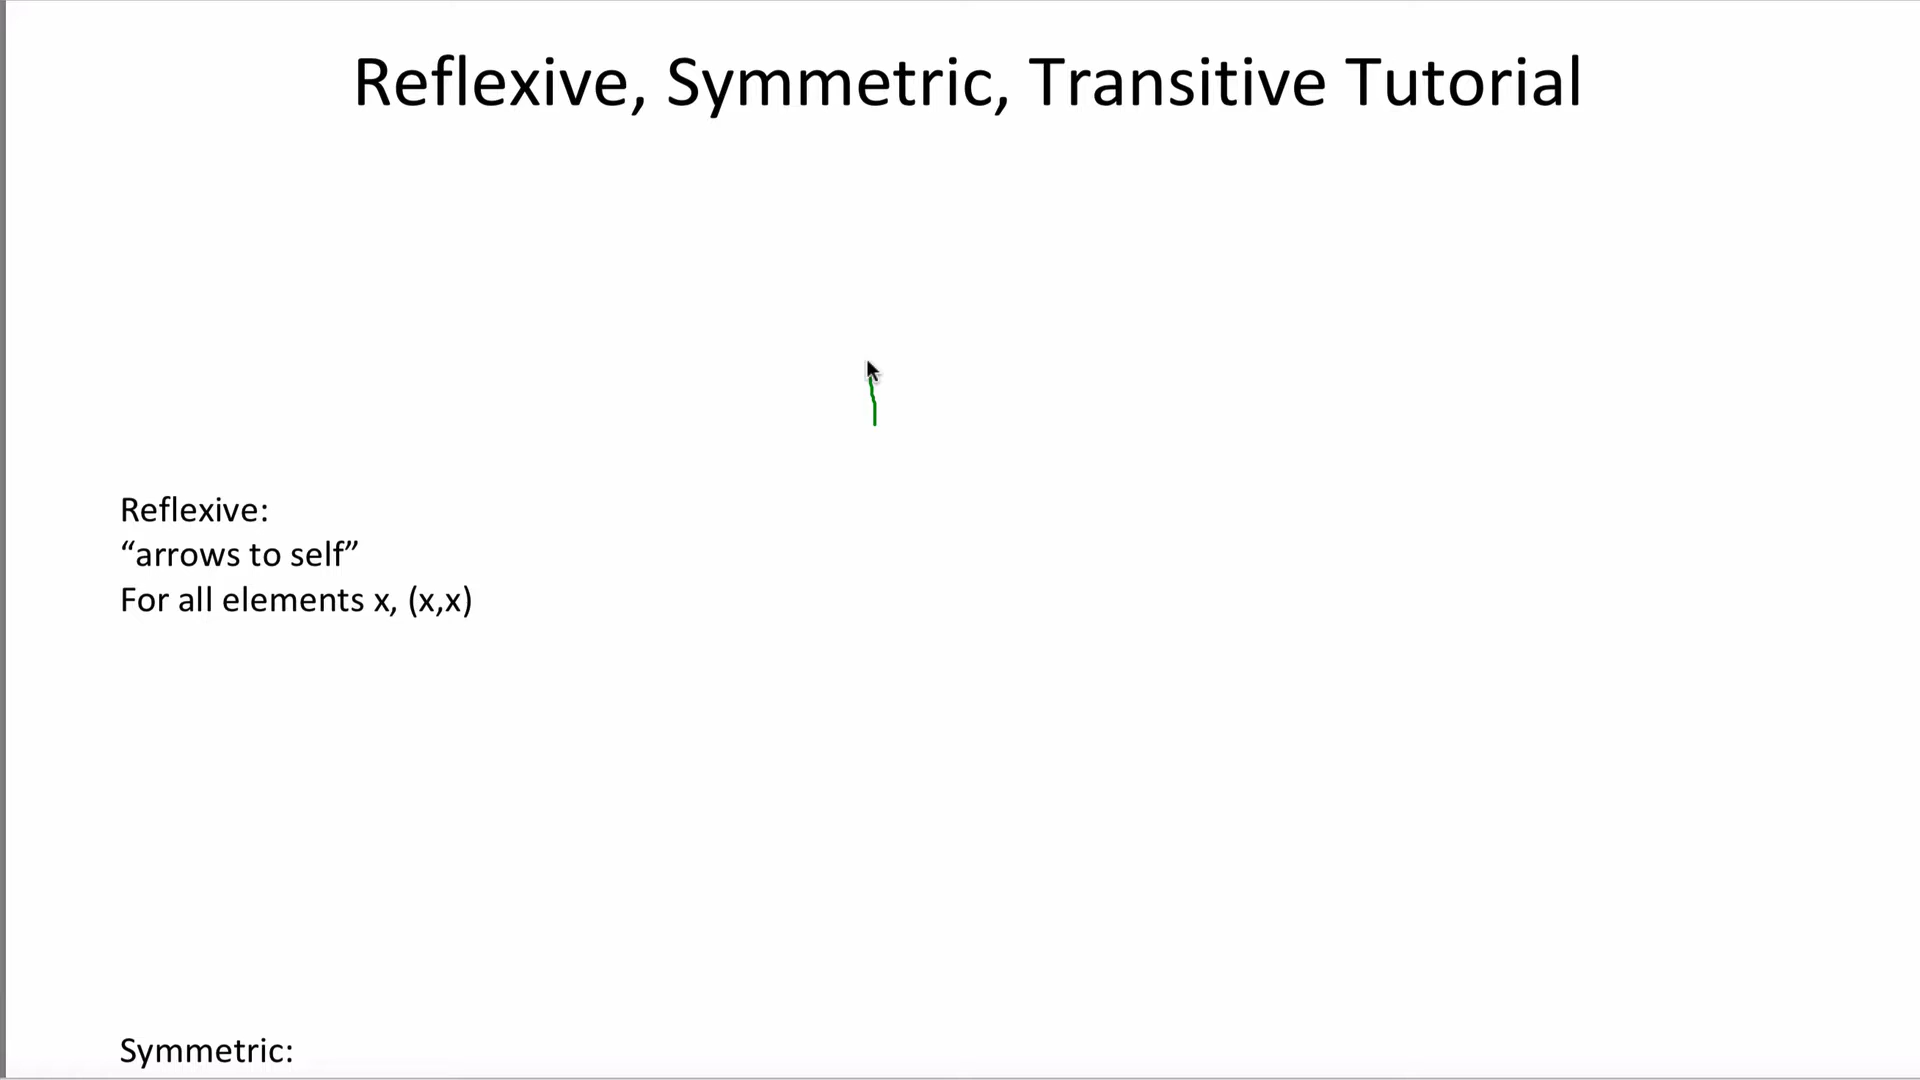 Reflexive, Symmetric, Transitive Tutorial
Reflexive:
“arrows to self”
For all elements x, (x,x)
Symmetric: